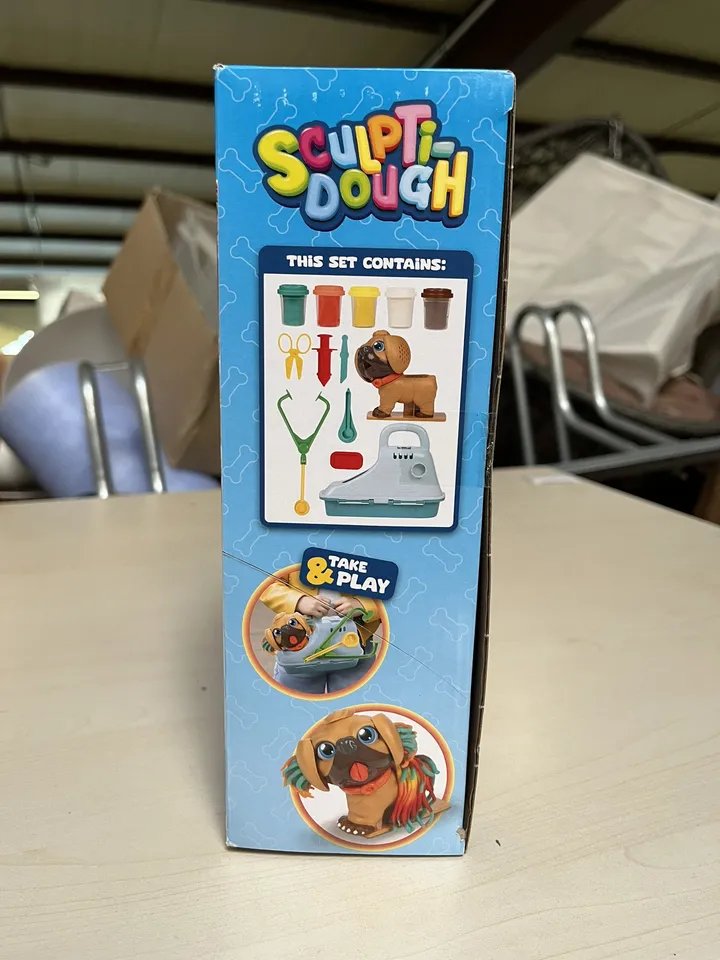 SCULPTI-
DOUGH
THIS SET CONTAINS:
TAKE
& PLAY